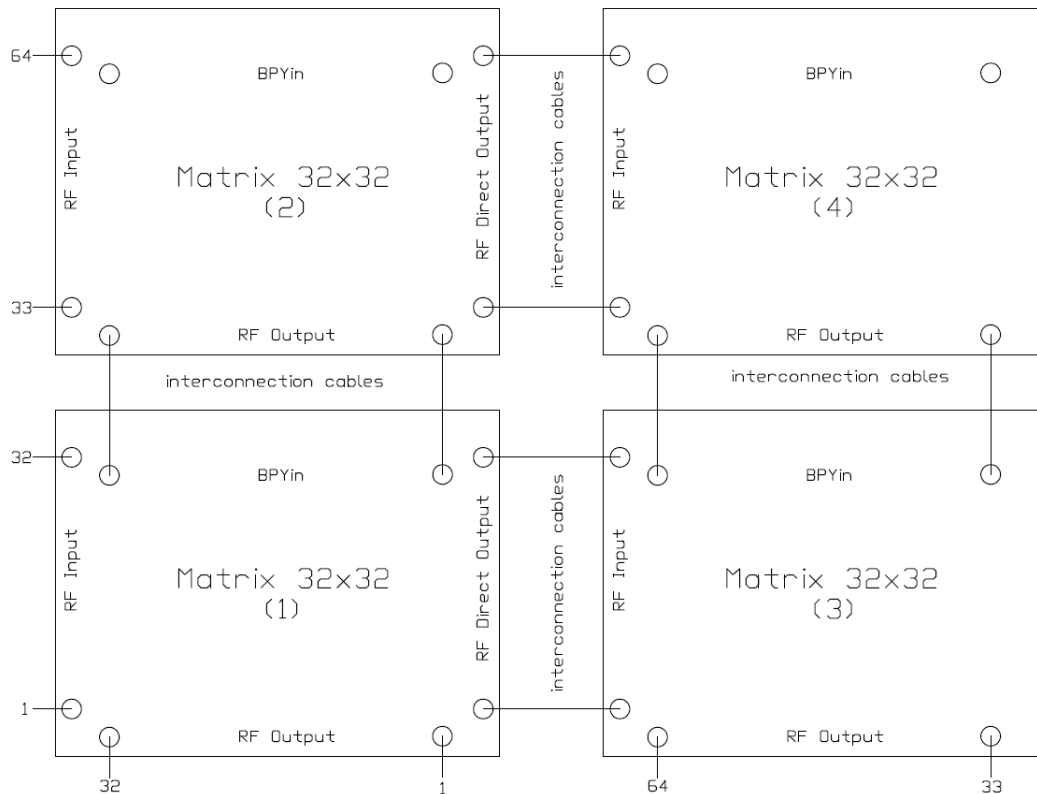 64
BPYin
BPYin
RF Input
Matrix 32x32
(2)
RF Direct Output
interconnection cables
RF Input
Matrix 32x32
(4)
33
RF Output
RF Output
interconnection cables
interconnection cables
32
BPYin
BPYin
RF Input
Matrix 32x32
(1)
RF Direct Output
interconnection cables
RF Input
Matrix 32x32
(3)
1
RF Output
RF Output
32
1
64
33